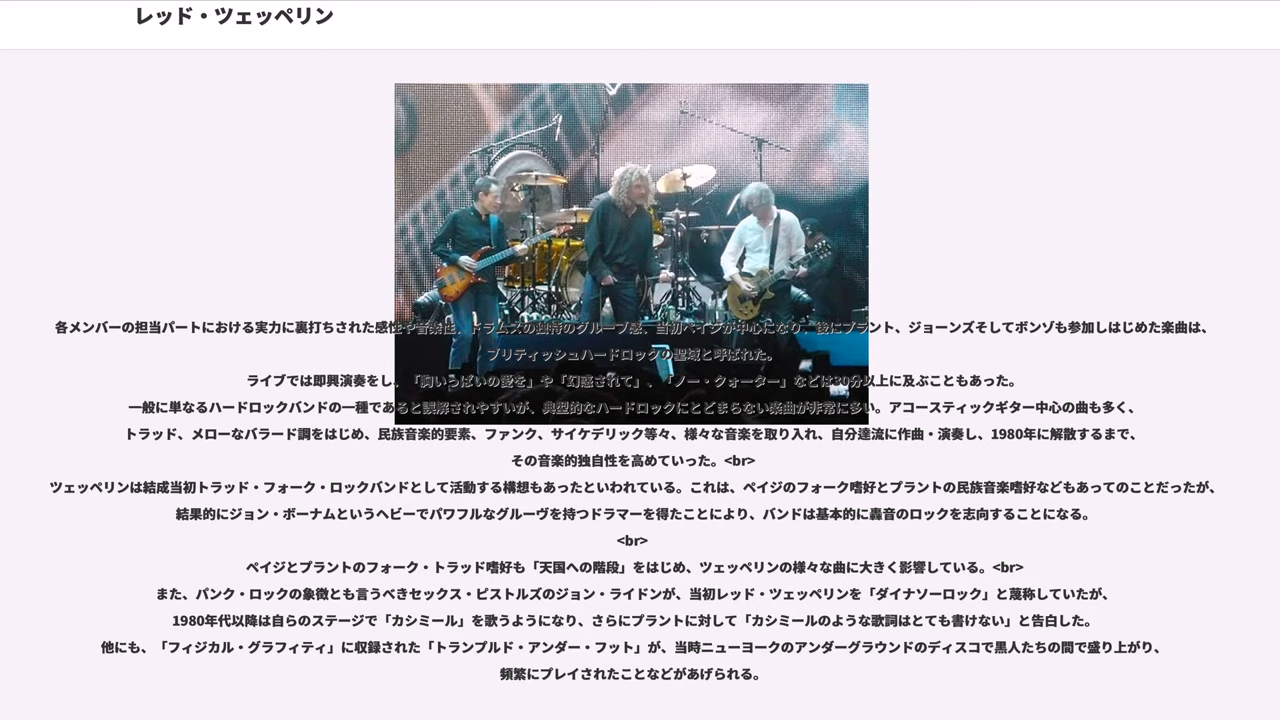 レッド・ツェッペリン
各メンバーの担当パートにおける実力に裏打ちされた感性や音楽性、ドラムスの独特のグルーブ感、当初ペイジが中心になり、後にプラント、ジョーンズそしてボンゾも参加しはじめた楽曲は、
ブリティッシュハードロックの聖域と呼ばれた。
ライブでは即興演奏をし、「胸いっぱいの愛を」や「幻惑されて」、「ノー・クォーター」などは30分以上に及ぶこともあった。
一般に単なるハードロックバンドの一種であると誤解されやすいが、典型的なハードロックにとどまらない楽曲が非常に多い。アコースティックギター中心の曲も多く、
トラッド、メローなバラード調をはじめ、民族音楽的要素、ファンク、サイケデリック等々、様々な音楽を取り入れ、自分達流に作曲・演奏し、1980年に解散するまで、
その音楽的独自性を高めていった。<br>
ツェッペリンは結成当初トラッド・フォーク・ロックバンドとして活動する構想もあったといわれている。これは、ペイジのフォーク嗜好とプラントの民族音楽嗜好などもあってのことだったが、
結果的にジョン・ボーナムというヘビーでパワフルなグルーヴを持つドラマーを得たことにより、バンドは基本的に轟音のロックを志向することになる。
<br>
ペイジとプラントのフォーク・トラッド嗜好も「天国への階段」をはじめ、ツェッペリンの様々な曲に大きく影響している。<br>
また、パンク・ロックの象徴とも言うべきセックス・ピストルズのジョン・ライドンが、当初レッド・ツェッペリンを「ダイナソーロック」と蔑称していたが、
1980年代以降は自らのステージで「カシミール」を歌うようになり、さらにプラントに対して「カシミールのような歌詞はとても書けない」と告白した。
他にも、「フィジカル・グラフィティ」に収録された「トランプルド・アンダー・フット」が、当時ニューヨークのアンダーグラウンドのディスコで黒人たちの間で盛り上がり、
頻繁にプレイされたことなどがあげられる。